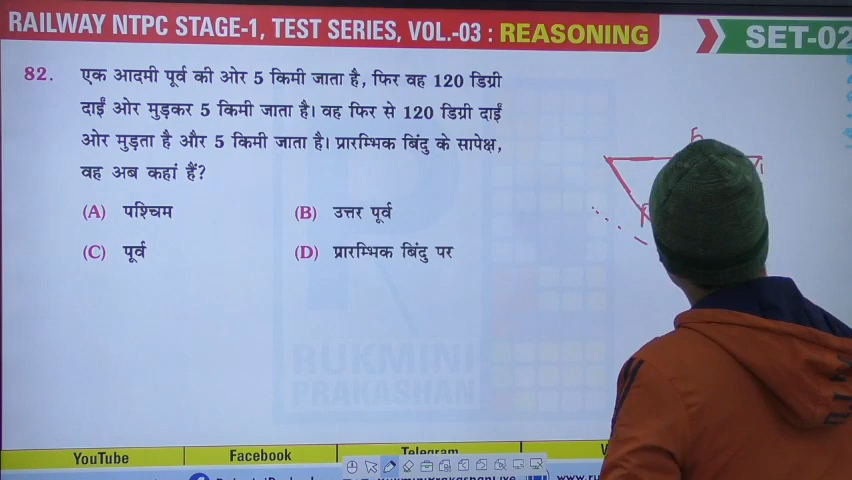 RAILWAY NTPC STAGE-1, TEST SERIES, VOL.-03 : REASONING
SET-02
82. एक आदमी पूर्व की ओर 5 किमी जाता है, फिर वह 120 डिग्री
दाईं ओर मुड़कर 5 किमी जाता है। वह फिर से 120 डिग्री दाईं
ओर मुड़ता है और 5 किमी जाता है। प्रारम्भिक बिंदु के सापेक्ष,
वह अब कहां हैं?
(A) पश्चिम (B) उत्तर पूर्व
(C) पूर्व (D) प्रारम्भिक बिंदु पर
5
RUKMINI
PRAKASHAN
YouTube Facebook Telegram